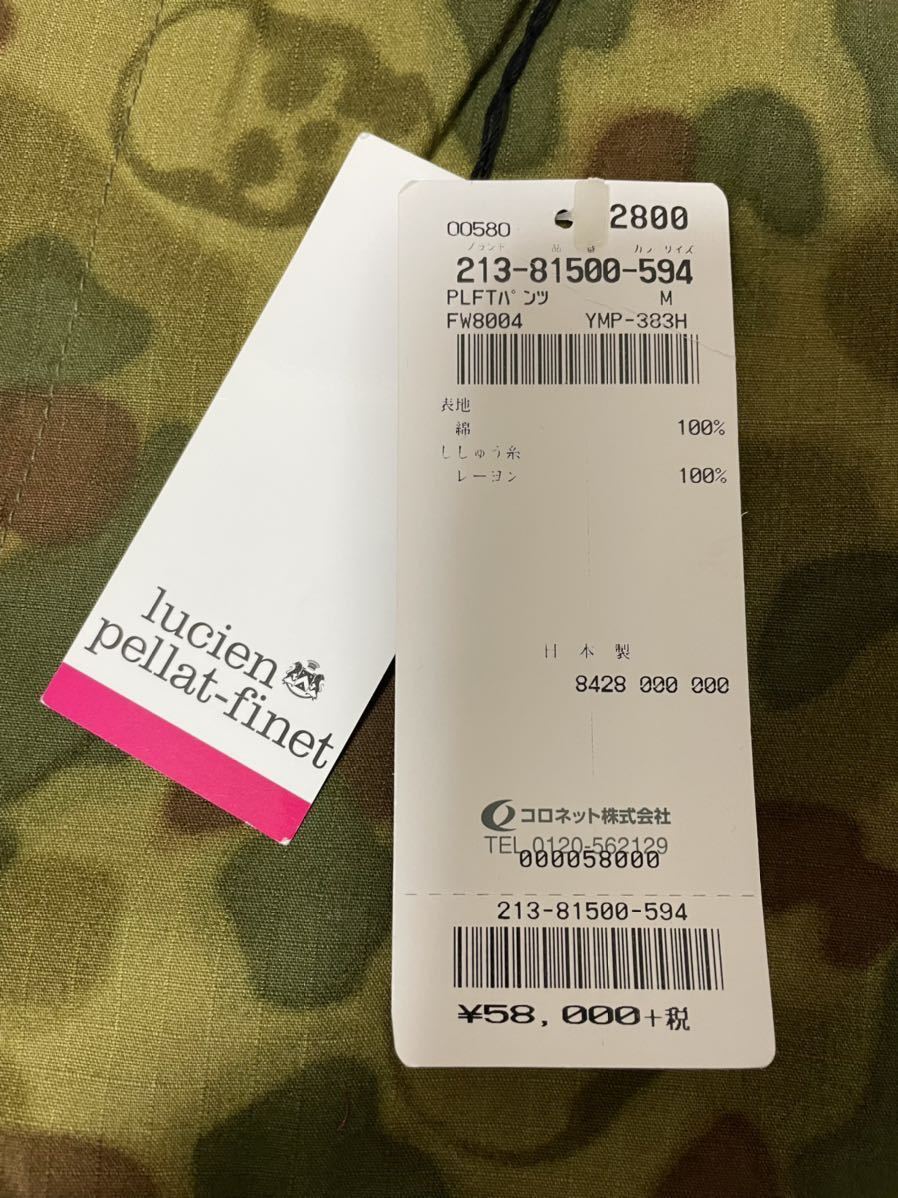 lucien
pellat-finet
00580 2800
ブランド 品 番 カラー サイズ
213-81500-594
PLFTパンツ M
FW8004 YMP-383H
表地
綿 100%
ししゅう糸
レーヨン 100%
日本製
8428 000 000
コロネット株式会社
TEL 0120-562129
000058000
213-81500-594
¥58,000+税